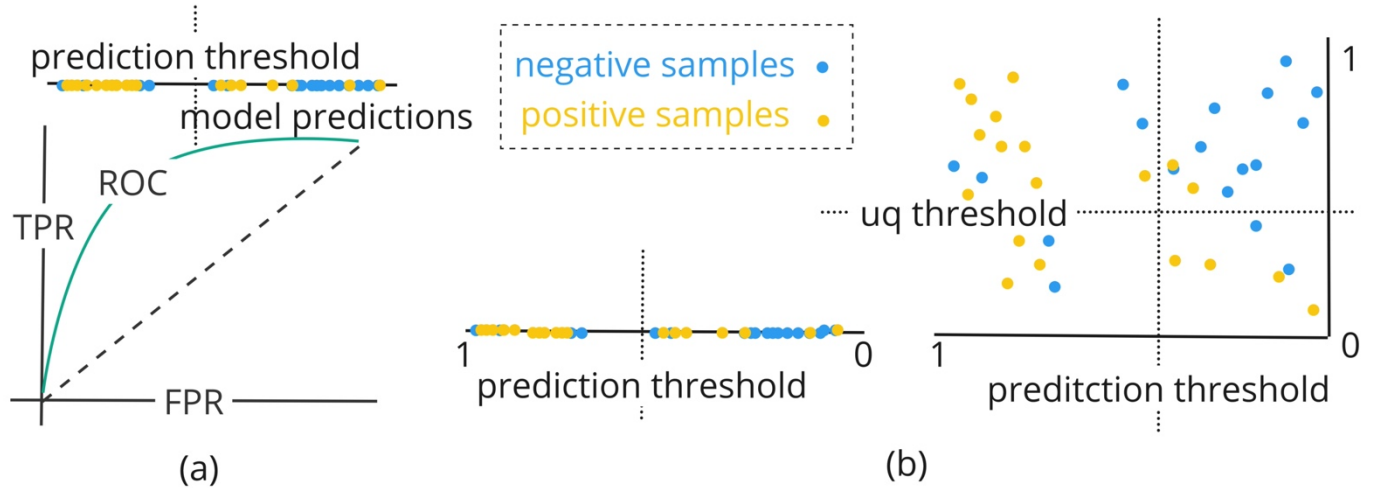 prediction threshold
model predictions
ROC
TPR
FPR
(a)
negative samples
positive samples
1
0
prediction threshold
1
uq threshold
1
0
preditction threshold
(b)